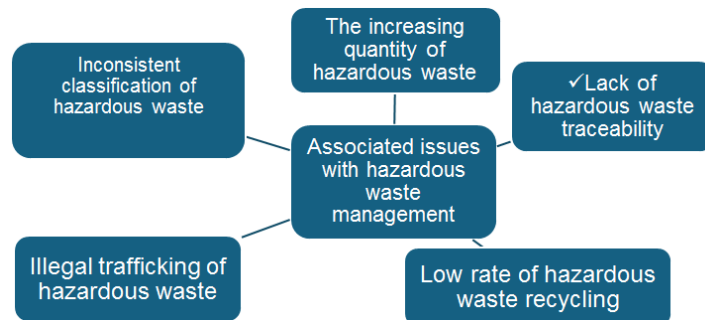 The increasing
quantity of
hazardous waste
Inconsistent
classification of
hazardous waste
✓Lack of
hazardous waste
traceability
Associated issues
with hazardous
waste
management
Illegal trafficking of
hazardous waste
Low rate of hazardous
waste recycling